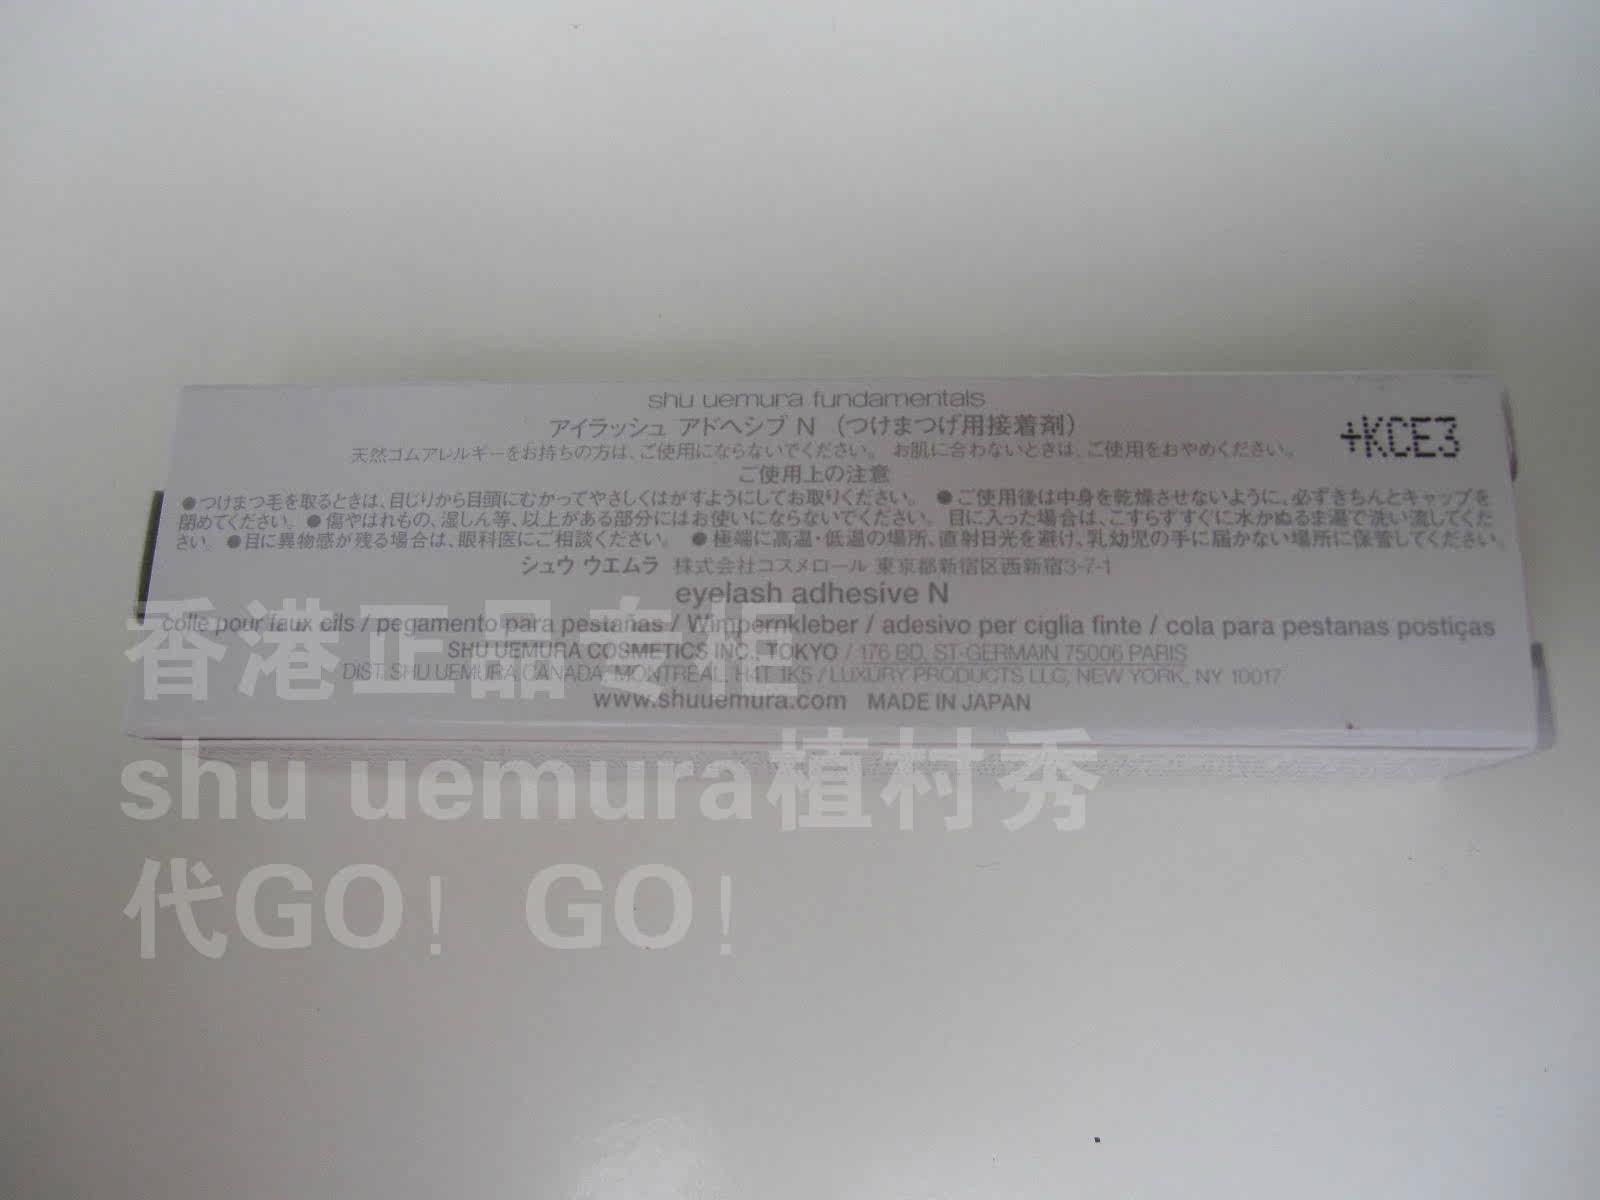 shu uemura fundamentals
アイラッシュ アドヘシブ N (つけまつげ用接着剤)
+KCE3
天然ゴムアレルギーをお持ちの方は、ご使用にならないでください。 お肌に合わないときは、ご使用をおやめください。
ご使用上の注意
●つけまつ毛を取るときは、目じりから目頭にむかってやさしくはがすようにしてお取りください。 ●ご使用後は中身を乾燥させないように、必ずきちんとキャップを
閉めてください。 ●傷やはれもの、湿しん等、以上がある部分にはお使いにならないでください。 目に入った場合は、こすらずすぐに水かぬるま湯で洗い流してくだ
さい。 ●目に異物感が残る場合は、眼科医にご相談ください。 ●極端に高温・低温の場所、直射日光を避け、乳幼児の手に届かない場所に保管してください。
シュウ ウエムラ 株式会社コスメロール 東京都新宿区西新宿3-7-1
eyelash adhesive N
colle pour faux cils / pegamento para pestañas / Wimpernkleber / adesivo per ciglia finte / cola para pestanas postiças
SHU UEMURA COSMETICS INC., TOKYO / 176 BD. ST-GERMAIN 75006 PARIS
DIST. SHU UEMURA, CANADA, MONTREAL, H4T 1K5 / LUXURY PRODUCTS LLC, NEW YORK, NY 10017
www.shuuemura.com MADE IN JAPAN
香港正品专柜
shu uemura植村秀
代GO! GO!